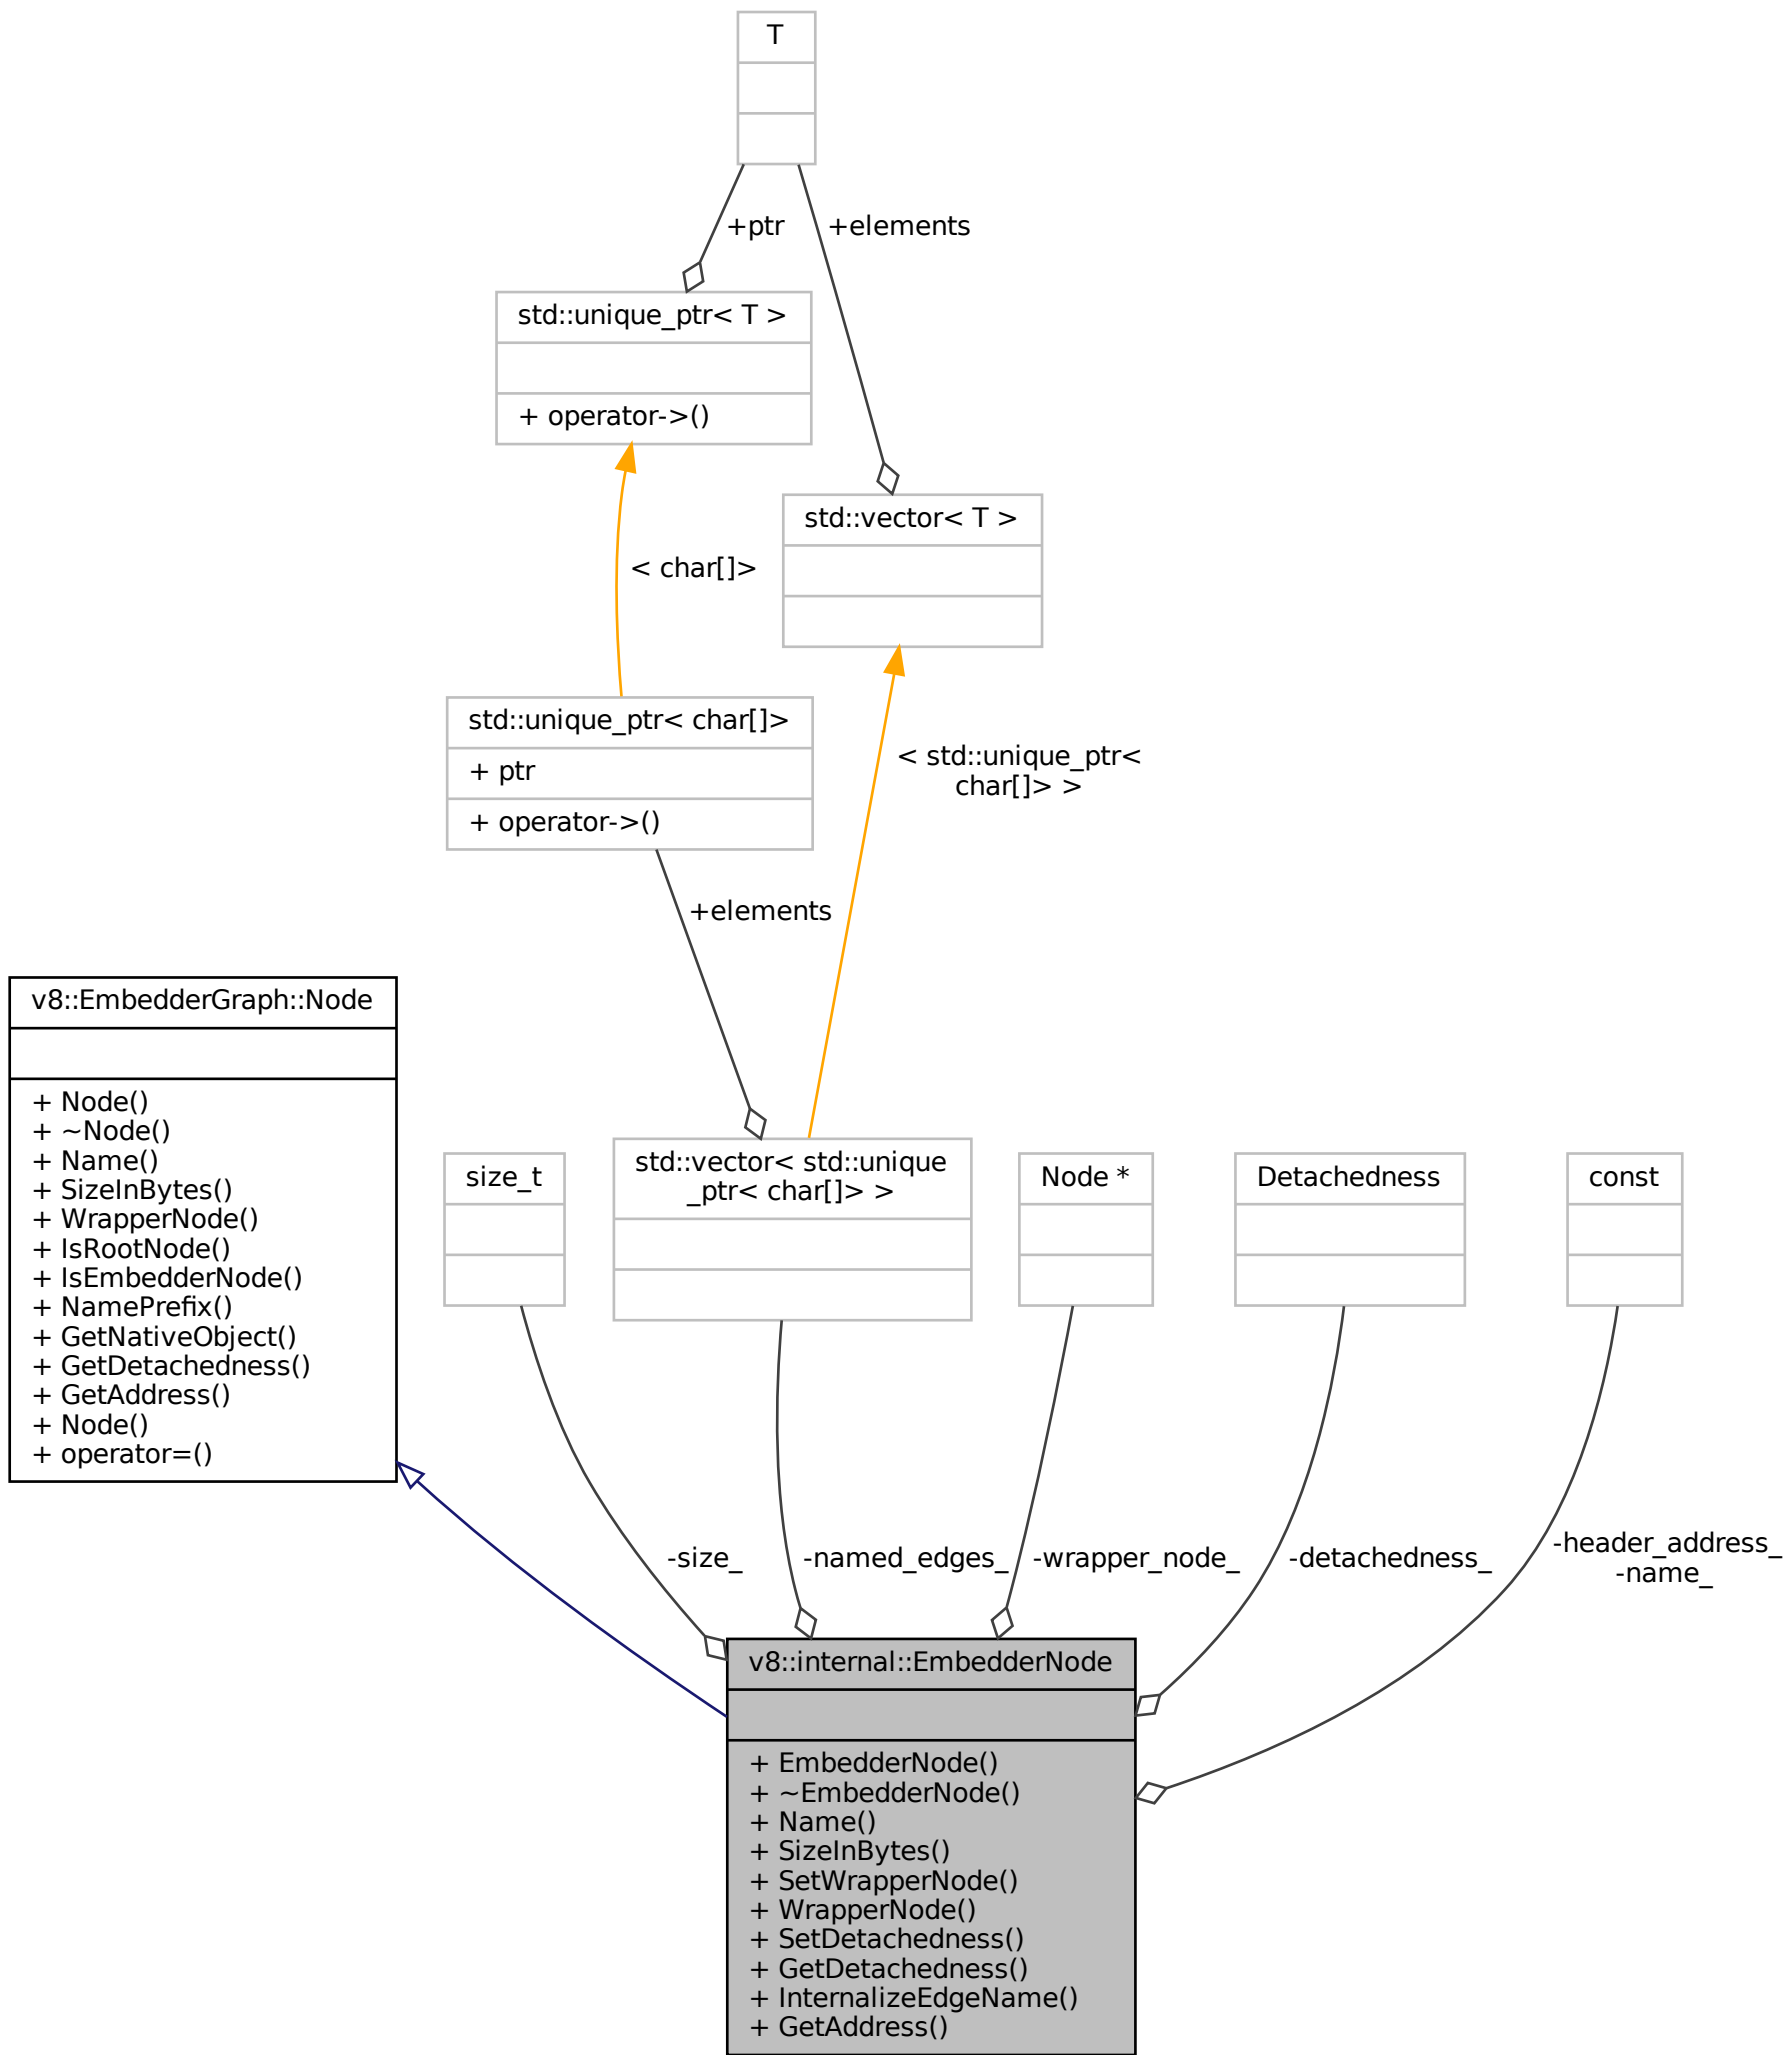 T
+ptr
+elements
std::unique_ptr< T >
+ operator->()
std::vector< T >
< char[]>
std::unique_ptr< char[]>
+ ptr
+ operator->()
< std::unique_ptr<
char[]> >
+elements
v8::EmbedderGraph::Node
+ Node()
+ ~Node()
+ Name()
+ SizeInBytes()
+ WrapperNode()
+ IsRootNode()
+ IsEmbedderNode()
+ NamePrefix()
+ GetNativeObject()
+ GetDetachedness()
+ GetAddress()
+ Node()
+ operator=()
size_t
std::vector< std::unique
_ptr< char[]> >
Node *
Detachedness
const
-size_
-named_edges_
-wrapper_node_
-detachedness_
-header_address_
-name_
v8::internal::EmbedderNode
+ EmbedderNode()
+ ~EmbedderNode()
+ Name()
+ SizeInBytes()
+ SetWrapperNode()
+ WrapperNode()
+ SetDetachedness()
+ GetDetachedness()
+ InternalizeEdgeName()
+ GetAddress()